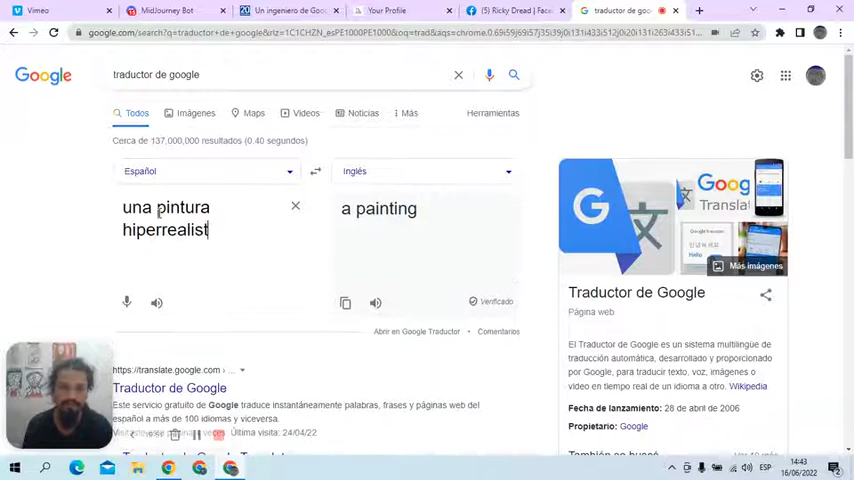 Vimeo
MidJourney Bot
Un ingeniero de Goo
Your Profile
(5) Ricky Dread | Face
traductor de goo
google.com/search?q=traductor+de+google&rlz=1C1CHZN_esPE1000PE1000&oq=trad&aqs=chrome.0.69i59j69i57j35i39j0i131i433i512j0i20i131i263i433i51
Google
traductor de google
Todos
Imágenes
Maps
Videos
Noticias
Más
Herramientas
Cerca de 137,000,000 resultados (0.40 segundos)
Español
Inglés
una pintura
hiperrealist
a painting
Verificado
Abrir en Google Traductor • Comentarios
https://translate.google.com › ...
Traductor de Google
Este servicio gratuito de Google traduce instantáneamente palabras, frases y páginas web del
español a más de 100 idiomas y viceversa.
veces. Última visita: 24/04/22
G
Goog
Translat
Más imágenes
Traductor de Google
Página web
El Traductor de Google es un sistema multilingüe de
traducción automática, desarrollado y proporcionado
por Google, para traducir texto, voz, imágenes o
video en tiempo real de un idioma a otro. Wikipedia
Fecha de lanzamiento: 28 de abril de 2006
Propietario: Google
ESP
14:43
16/06/2022
2